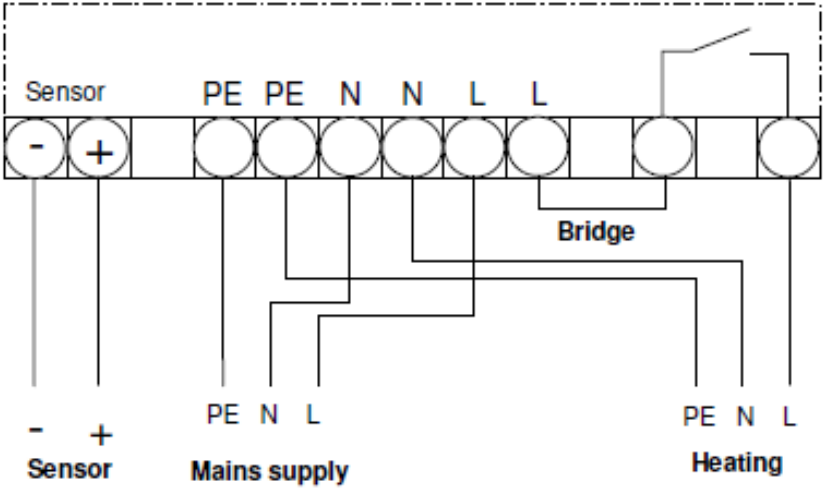 Sensor PE PE N N L L
- +
Bridge
PE N L PE N L
- +
Sensor Mains supply Heating